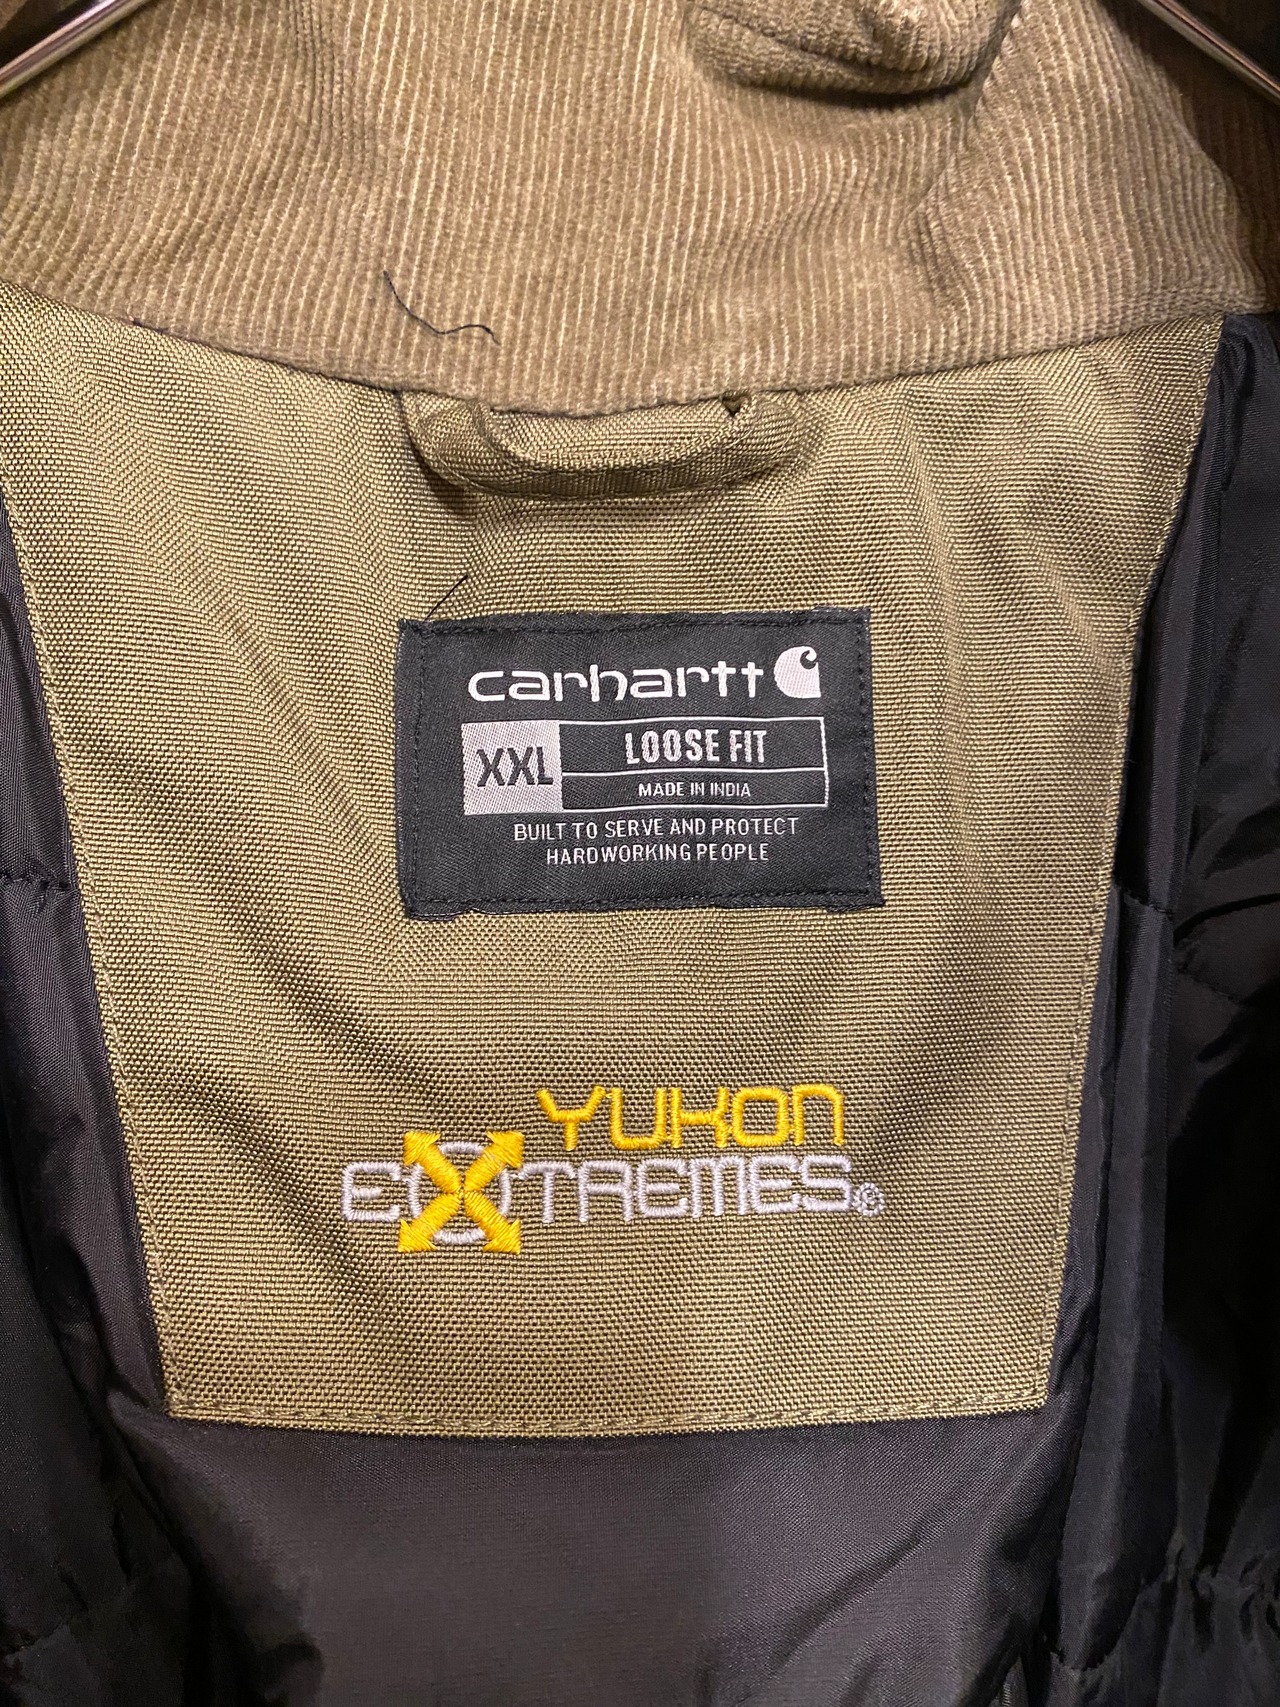 carhartt
XXL
LOOSE FIT
MADE IN INDIA
BUILT TO SERVE AND PROTECT
HARDWORKING PEOPLE
YUKON
EXTREMES®